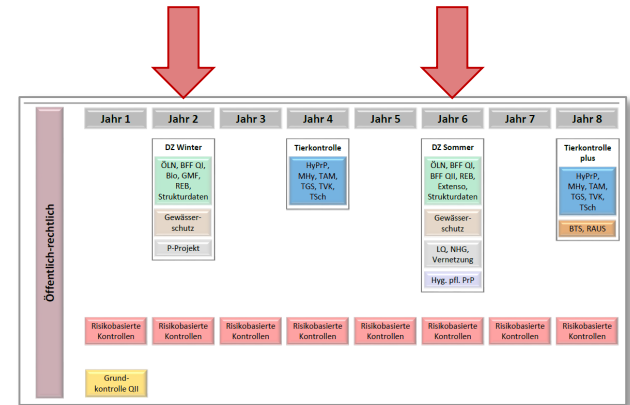 Öffentlich-rechtlich
Jahr 1
Jahr 2
Jahr 3
Jahr 4
Jahr 5
Jahr 6
Jahr 7
Jahr 8
DZ Winter
ÖLN, BFF QI,
Bio, GMF,
REB,
Strukturdaten
Gewässer-
schutz
P-Projekt
Tierkontrolle
HyPrP,
MHy, TAM,
TGS, TVK,
TSch
DZ Sommer
ÖLN, BFF QI,
BFF QII, REB,
Extenso,
Strukturdaten
Gewässer-
schutz
LQ, NHG,
Vernetzung
Hyg. pfl. PrP
Tierkontrolle
plus
HyPrP,
MHy, TAM,
TGS, TVK,
TSch
BTS, RAUS
Risikobasierte
Kontrollen
Risikobasierte
Kontrollen
Risikobasierte
Kontrollen
Risikobasierte
Kontrollen
Risikobasierte
Kontrollen
Risikobasierte
Kontrollen
Risikobasierte
Kontrollen
Risikobasierte
Kontrollen
Grund-
kontrolle QII